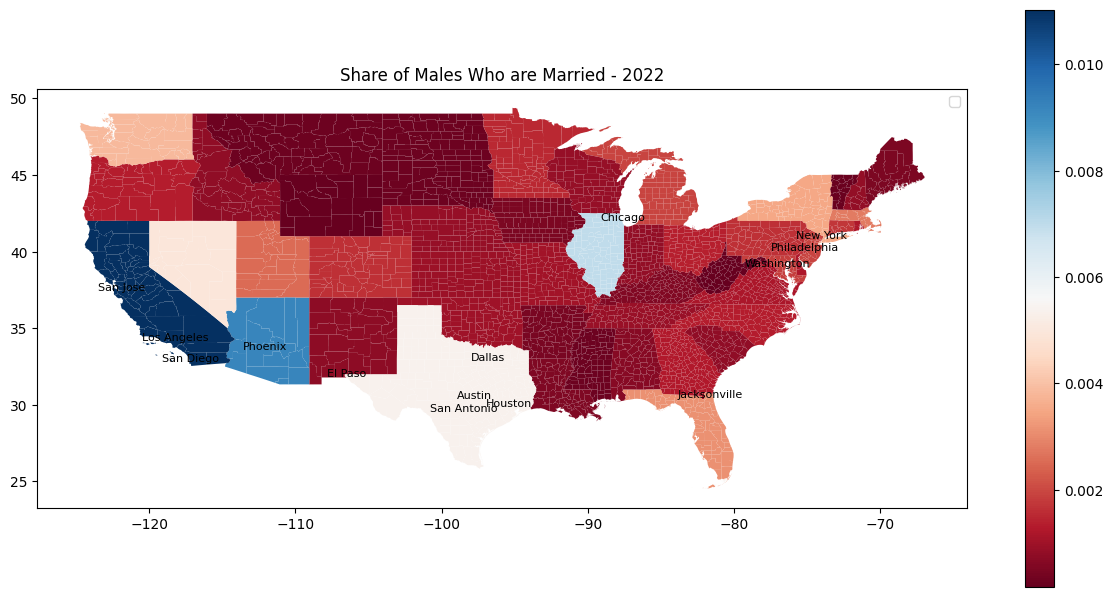 Share of Males Who are Married - 2022
50
45
40
35
30
25
−120
−110
−100
−90
−80
−70
Chicago
New York
Philadelphia
Washington
San Jose
Los Angeles
San Diego
Phoenix
El Paso
Dallas
Austin
San Antonio
Houston
Jacksonville
0.010
0.008
0.006
0.004
0.002